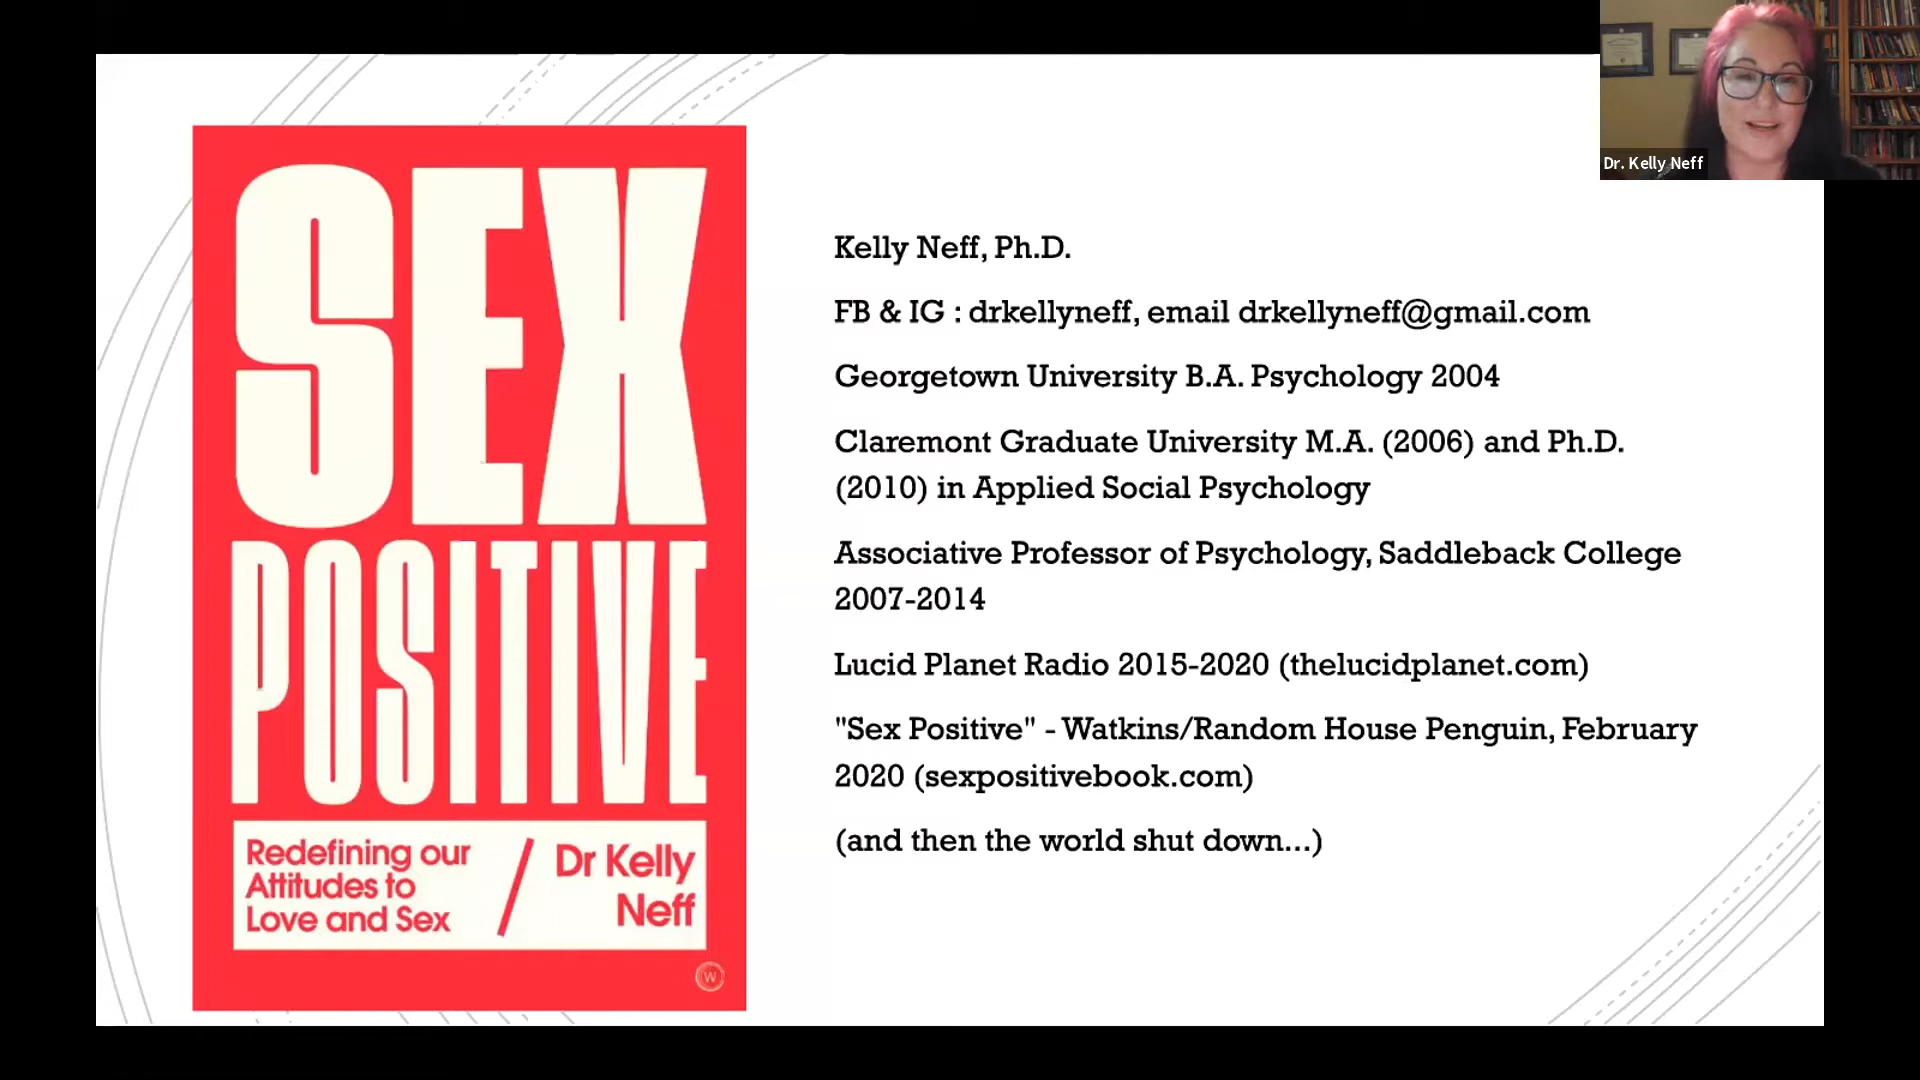 SEX
POSITIVE
Redefining our
Attitudes to
Love and Sex
Dr Kelly
Neff
W
Kelly Neff, Ph.D.
FB & IG : drkellyneff, email drkellyneff@gmail.com
Georgetown University B.A. Psychology 2004
Claremont Graduate University M.A. (2006) and Ph.D.
(2010) in Applied Social Psychology
Associative Professor of Psychology, Saddleback College
2007-2014
Lucid Planet Radio 2015-2020 (thelucidplanet.com)
"Sex Positive" - Watkins/Random House Penguin, February
2020 (sexpositivebook.com)
(and then the world shut down...)
Dr. Kelly Neff